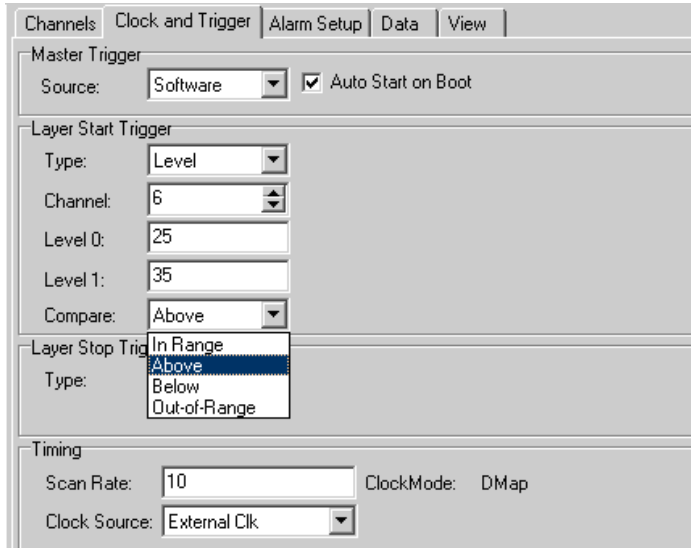 Channels Clock and Trigger Alarm Setup Data View
Master Trigger
Source: Software Auto Start on Boot
Layer Start Trigger
Type: Level
Channel: 6
Level 0: 25
Level 1: 35
Compare: Above
In Range
Layer Stop Trig
Above
Type:
Below
Out-of-Range
Timing
Scan Rate: 10 ClockMode: DMap
Clock Source: External Clk